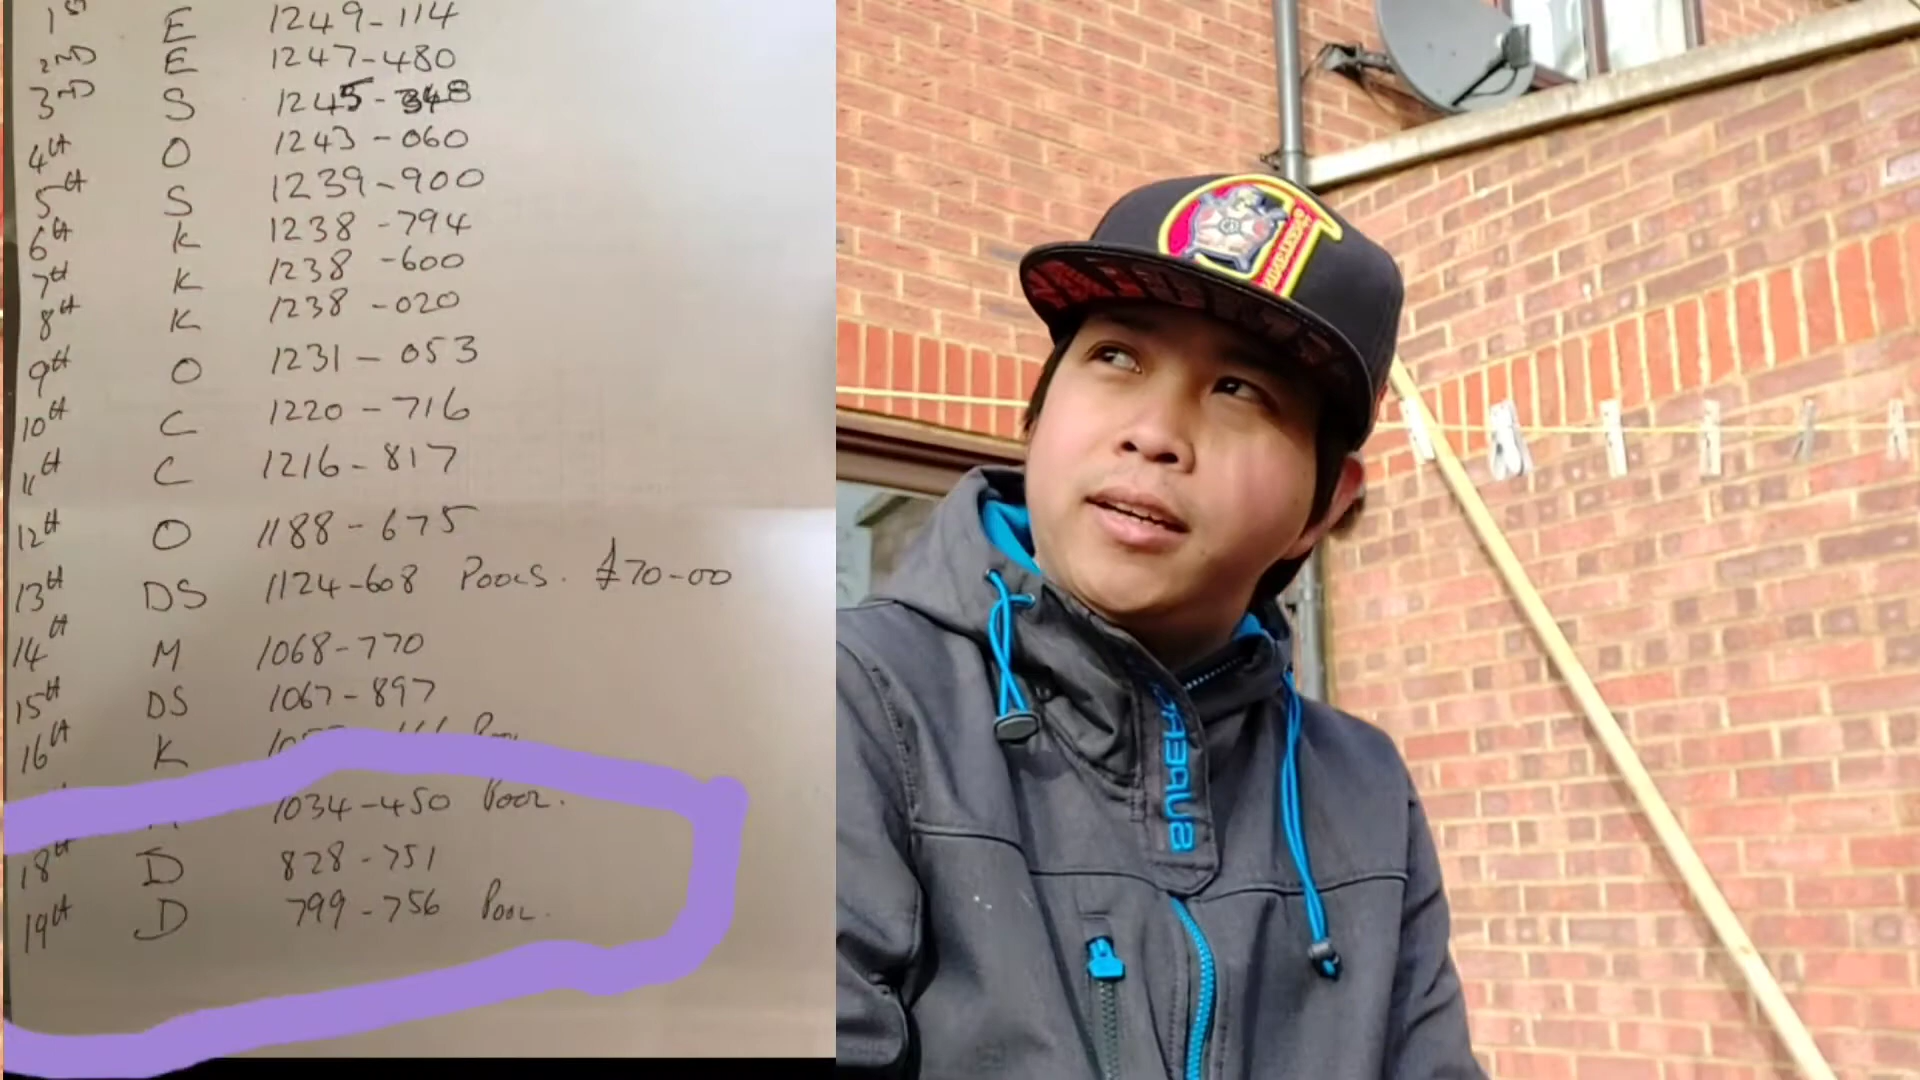 1ST E 1249-114
2ND E 1247-480
3RD S 1245-348
4th O 1243-060
5th S 1239-900
6th K 1238-794
7th K 1238-600
8th K 1238-020
9th O 1231-053
10th C 1220-716
11th C 1216-817
12th O 1188-675
13th DS 1124-608 POOLS. £70-00
14th M 1068-770
15th DS 1067-897
16th K
1034-450 POOL.
18th D 828-751
19th D 799-756 POOL.
SUPERDRY